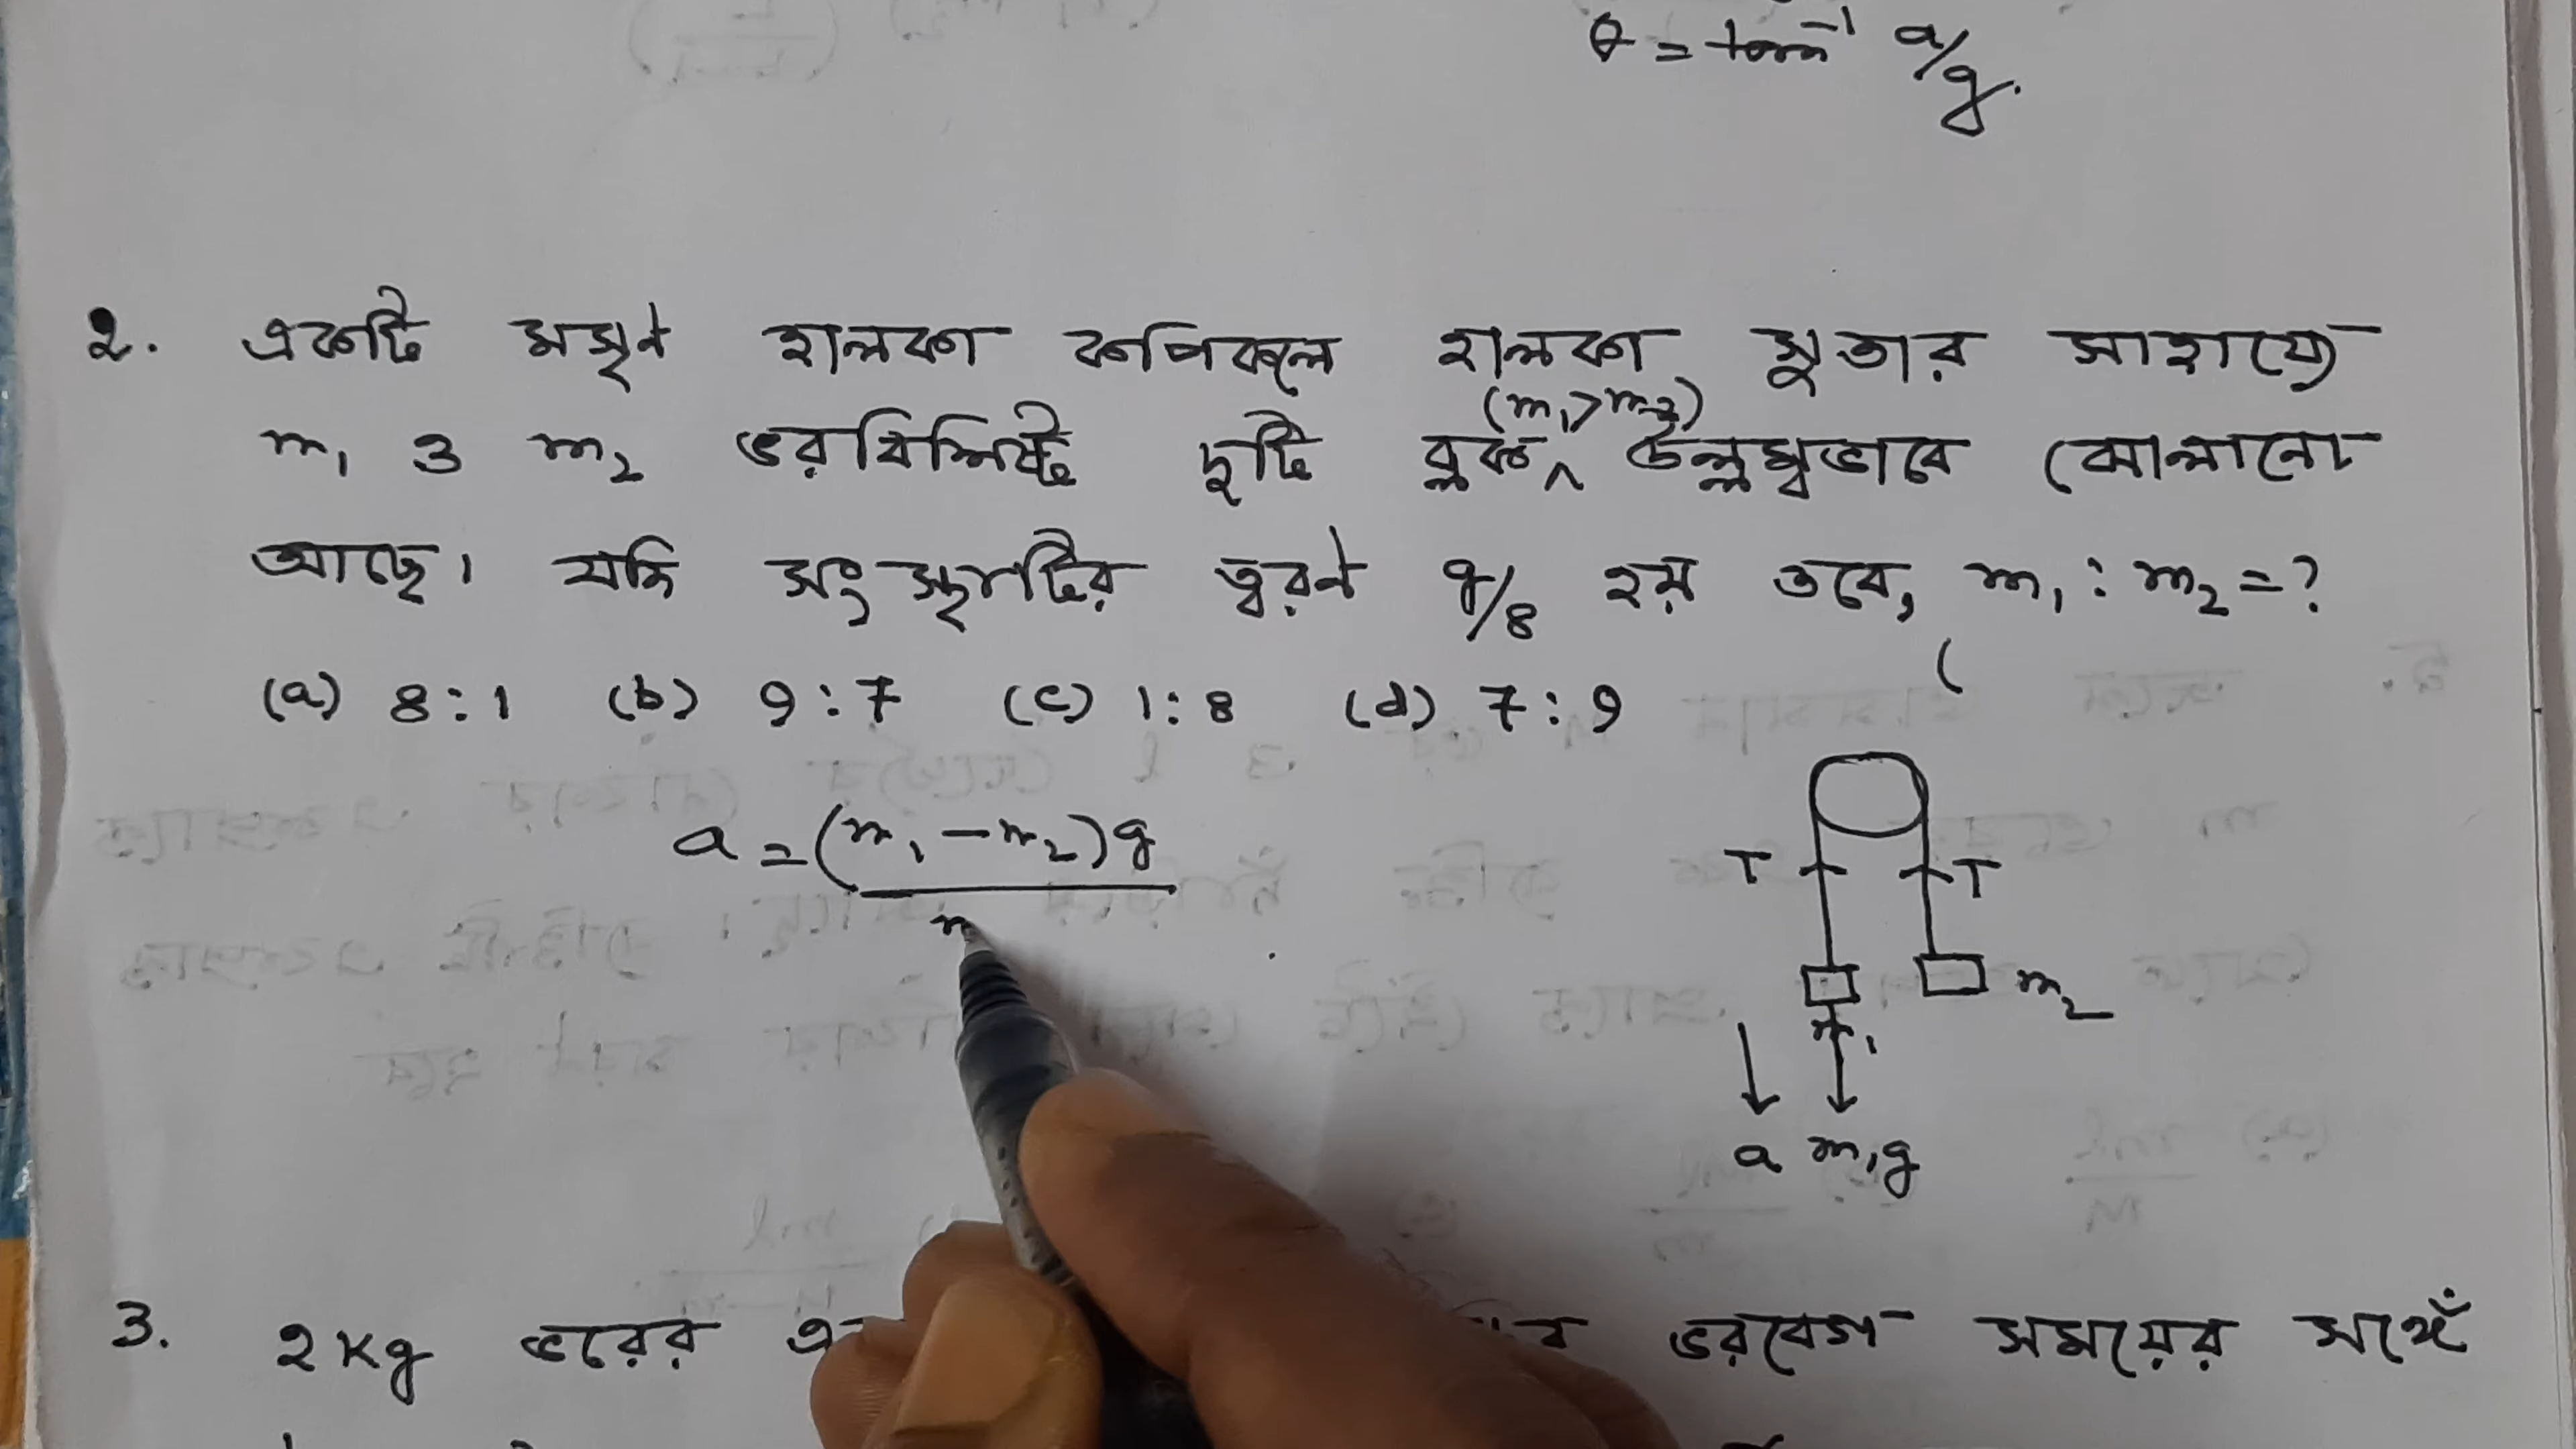 θ = tan⁻¹ a/g.
2. একটি মসৃণ হালকা কপিকলে হালকা সুতার সাহায্যে
(m₁>m₂)
m₁ ও m₂ ভরবিশিষ্ট দুটি ব্লক উল্লম্বভাবে ঝোলানো
আছে। যদি সংস্থাটির ত্বরণ g/8 হয় তবে, m₁ : m₂ = ?
(
(a) 8:1 (b) 9:7 (c) 1:8 (d) 7:9
a = (m₁ - m₂)g
m
T T
m₂
m₁
a m₁g
3. 2Kg ভরের ভরবেগ সময়ের সঙ্গে